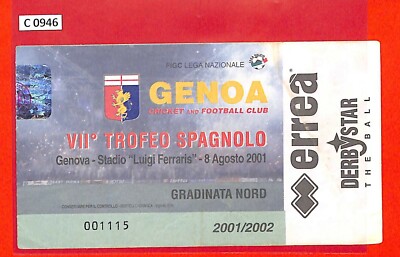 C 0946
FIGC LEGA NAZIONALE
GENOA
CRICKET AND FOOTBALL CLUB
VII° TROFEO SPAGNOLO
Genova - Stadio "Luigi Ferraris" - 8 Agosto 2001
GRADINATA NORD
001115
2001/2002
erreà
DERBYSTAR
THE BALL